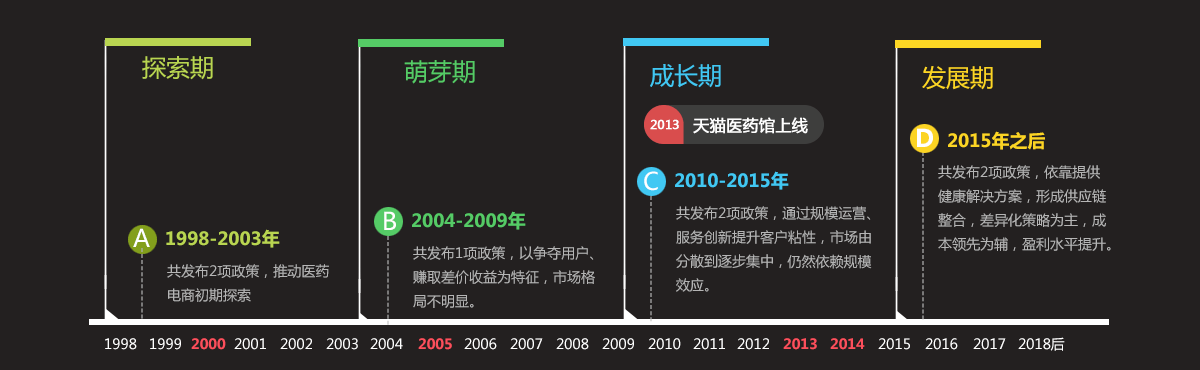 探索期
A
1998-2003年
共发布2项政策，推动医药
电商初期探索
萌芽期
B
2004-2009年
共发布1项政策，以争夺用户、
赚取差价收益为特征，市场格
局不明显。
成长期
2013 天猫医药馆上线
C
2010-2015年
共发布2项政策，通过规模运营、
服务创新提升客户粘性，市场由
分散到逐步集中，仍然依赖规模
效应。
发展期
D
2015年之后
共发布2项政策，依靠提供
健康解决方案，形成供应链
整合，差异化策略为主，成
本领先为辅，盈利水平提升。
1998 1999 2000 2001 2002 2003 2004 2005 2006 2007 2008 2009 2010 2011 2012 2013 2014 2015 2016 2017 2018后